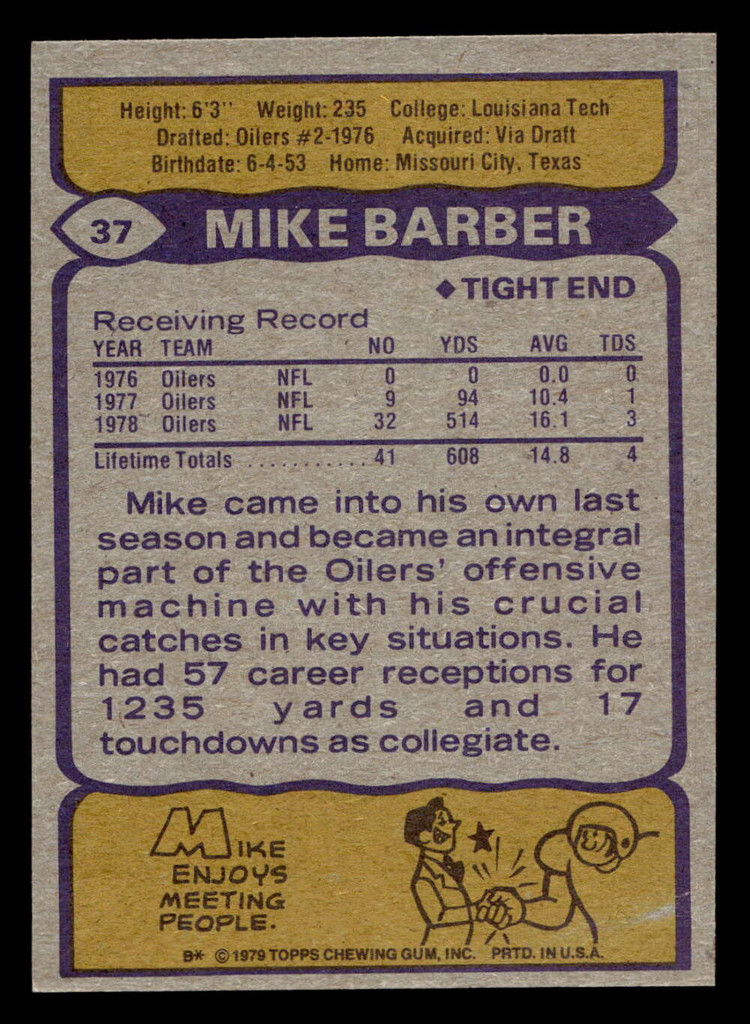 Height: 6'3" Weight: 235 College: Louisiana Tech
Drafted: Oilers #2-1976 Acquired: Via Draft
Birthdate: 6-4-53 Home: Missouri City, Texas
37 MIKE BARBER
◆TIGHT END
Receiving Record
YEAR TEAM NO YDS AVG TDS
1976 Oilers NFL 0 0 0.0 0
1977 Oilers NFL 9 94 10.4 1
1978 Oilers NFL 32 514 16.1 3
Lifetime Totals ........... 41 608 14.8 4
Mike came into his own last
season and became an integral
part of the Oilers' offensive
machine with his crucial
catches in key situations. He
had 57 career receptions for
1235 yards and 17
touchdowns as collegiate.
MIKE
ENJOYS
MEETING
PEOPLE.
B* © 1979 TOPPS CHEWING GUM, INC. PRTD. IN U.S.A.